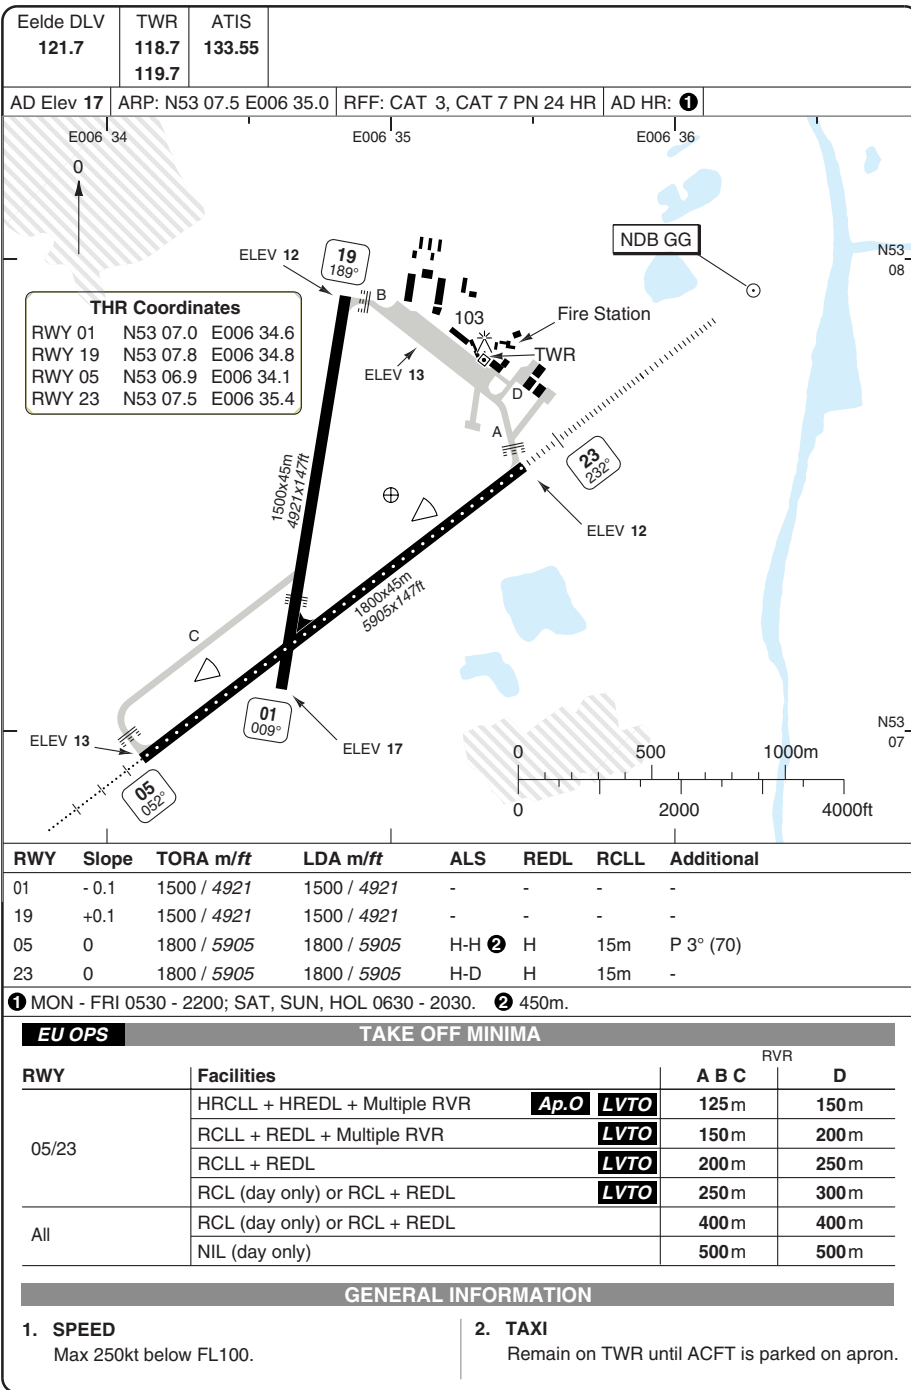 Eelde DLV TWR ATIS
121.7 118.7 133.55
119.7
AD Elev 17 ARP: N53 07.5 E006 35.0 RFF: CAT 3, CAT 7 PN 24 HR AD HR: ❶
E006 34 E006 35 E006 36
0
NDB GG
N53
08
ELEV 12
19
189°
B
THR Coordinates
RWY 01 N53 07.0 E006 34.6
RWY 19 N53 07.8 E006 34.8
RWY 05 N53 06.9 E006 34.1
RWY 23 N53 07.5 E006 35.4
103
Fire Station
TWR
ELEV 13
D
A
23
232°
1500x45m
4921x147ft
ELEV 12
1800x45m
5905x147ft
C
01
009°
ELEV 17
ELEV 13
05
052°
N53
07
0 500 1000m
0 2000 4000ft
RWY Slope TORA m/ft LDA m/ft ALS REDL RCLL Additional
01 - 0.1 1500 / 4921 1500 / 4921 - - - -
19 +0.1 1500 / 4921 1500 / 4921 - - - -
05 0 1800 / 5905 1800 / 5905 H-H ❷ H 15m P 3° (70)
23 0 1800 / 5905 1800 / 5905 H-D H 15m -
❶ MON - FRI 0530 - 2200; SAT, SUN, HOL 0630 - 2030. ❷ 450m.
EU OPS TAKE OFF MINIMA
RVR
RWY Facilities A B C D
HRCLL + HREDL + Multiple RVR Ap.O LVTO 125m 150m
05/23 RCLL + REDL + Multiple RVR LVTO 150m 200m
RCLL + REDL LVTO 200m 250m
RCL (day only) or RCL + REDL LVTO 250m 300m
All RCL (day only) or RCL + REDL 400m 400m
NIL (day only) 500m 500m
GENERAL INFORMATION
1. SPEED
Max 250kt below FL100.
2. TAXI
Remain on TWR until ACFT is parked on apron.